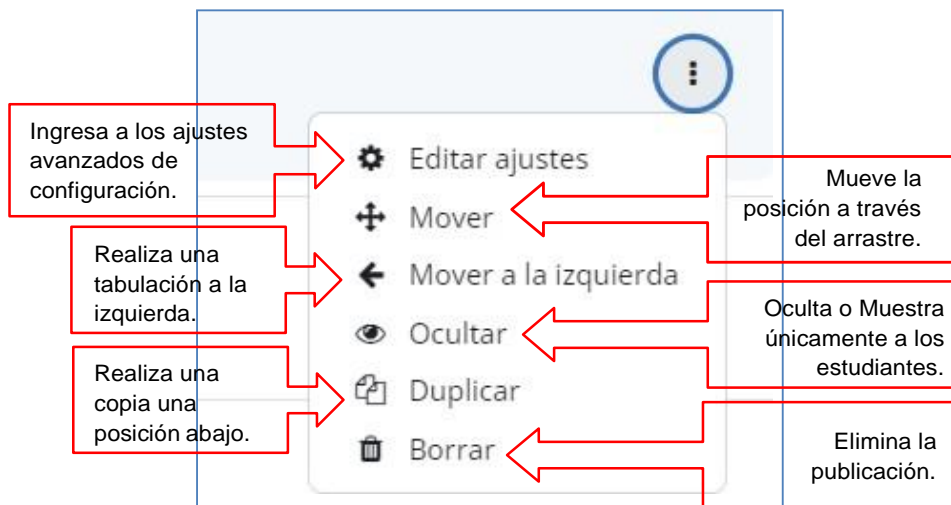 Ingresa a los ajustes
avanzados de
configuración.
Editar ajustes
Mueve la
posición a través
del arrastre.
Mover
Realiza una
tabulación a la
izquierda.
Mover a la izquierda
Oculta o Muestra
únicamente a los
estudiantes.
Ocultar
Realiza una
copia una
posición abajo.
Duplicar
Borrar
Elimina la
publicación.